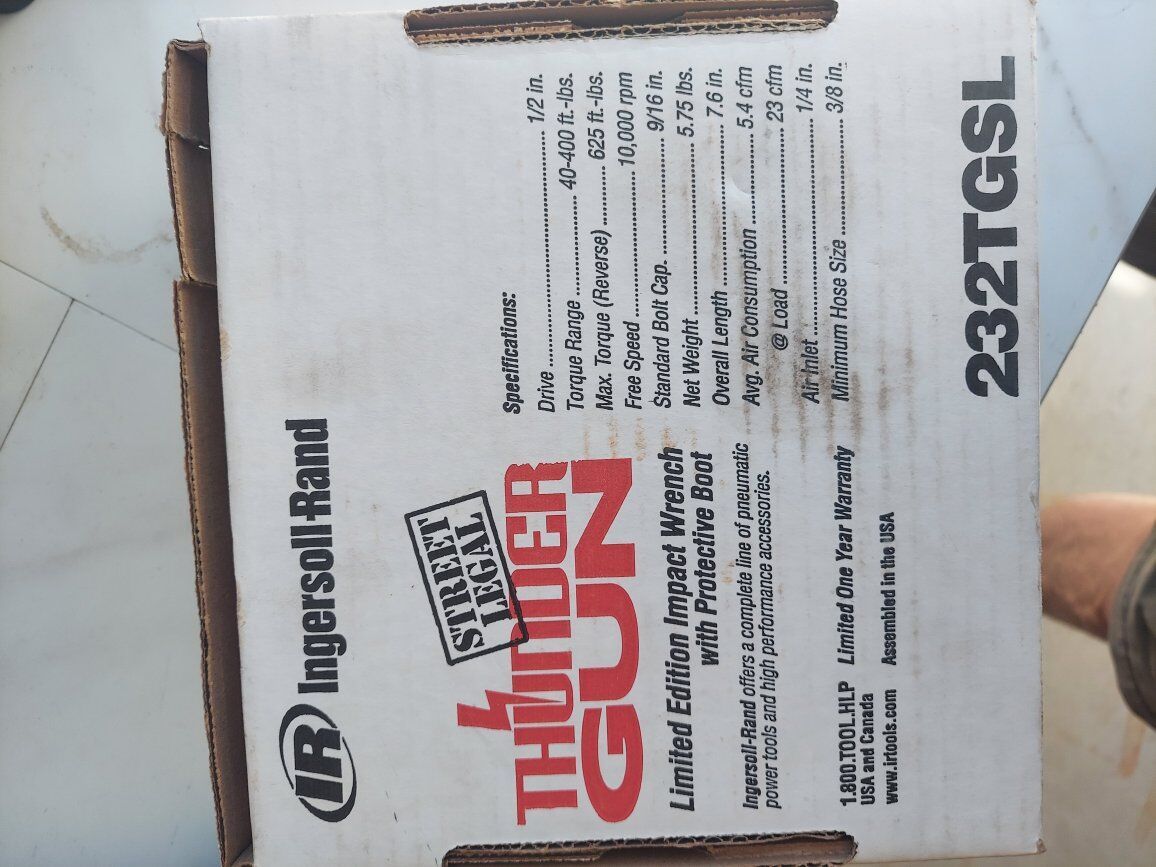 IR Ingersoll-Rand
STREET
LEGAL
THUNDER
GUN
Limited Edition Impact Wrench
with Protective Boot
Ingersoll-Rand offers a complete line of pneumatic
power tools and high performance accessories.
1.800.TOOL.HLP Limited One Year Warranty
USA and Canada
www.irtools.com Assembled in the USA
Specifications:
Drive ........ 1/2 in.
Torque Range ........ 40-400 ft.-lbs.
Max. Torque (Reverse) ........ 625 ft.-lbs.
Free Speed ........ 10,000 rpm
Standard Bolt Cap. ........ 9/16 in.
Net Weight ........ 5.75 lbs.
Overall Length ........ 7.6 in.
Avg. Air Consumption ........ 5.4 cfm
@ Load ........ 23 cfm
Air Inlet ........ 1/4 in.
Minimum Hose Size ........ 3/8 in.
232TGSL